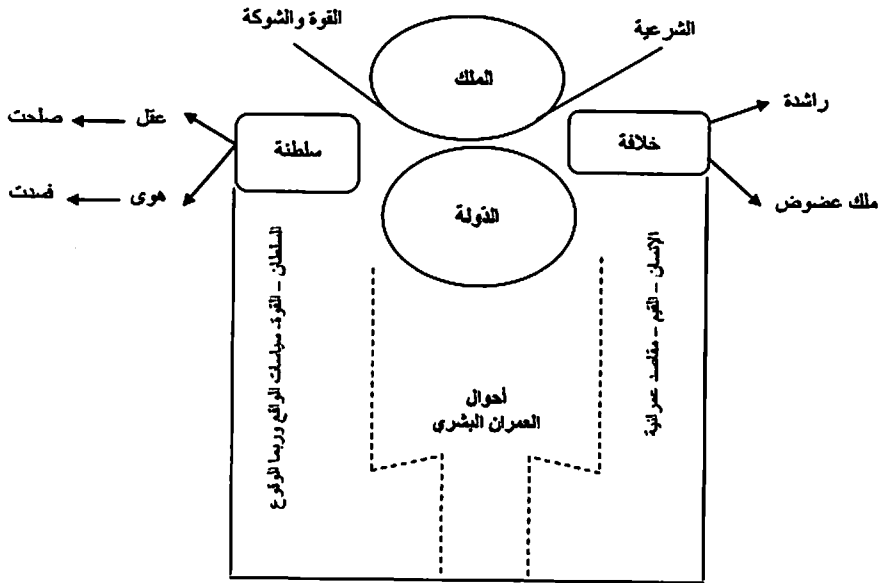 الشرعية
القوة والشوكة
الملك
راشدة
خلافة
ملك عضوض
سلطنة
عقل
صلحت
هوى
فسدت
الدولة
الإنسان – القيم – مقاصد عمرانية
السلطان – القوة، سياسات الواقع وربما الوقوع
أحوال
العمران البشري